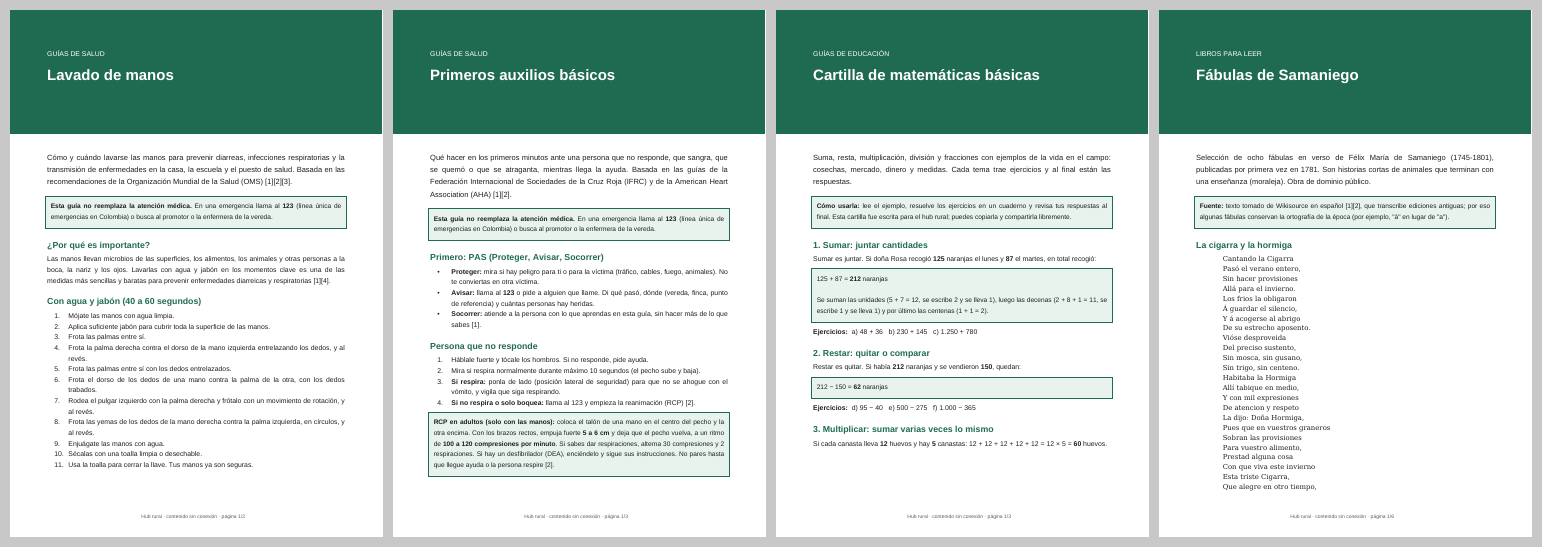 GUÍAS DE SALUD
Lavado de manos
Cómo y cuándo lavarse las manos para prevenir diarreas, infecciones respiratorias y la
transmisión de enfermedades en la casa, la escuela y el puesto de salud. Basada en las
recomendaciones de la Organización Mundial de la Salud (OMS) [1][2][3].
Esta guía no reemplaza la atención médica. En una emergencia llama al 123 (línea única de
emergencias en Colombia) o busca al promotor o la enfermera de la vereda.
¿Por qué es importante?
Las manos llevan microbios de las superficies, los alimentos, los animales y otras personas a la
boca, la nariz y los ojos. Lavarlas con agua y jabón en los momentos clave es una de las
medidas más sencillas y baratas para prevenir enfermedades diarreicas y respiratorias [1][4].
Con agua y jabón (40 a 60 segundos)
1. Mójate las manos con agua limpia.
2. Aplica suficiente jabón para cubrir toda la superficie de las manos.
3. Frota las palmas entre sí.
4. Frota la palma derecha contra el dorso de la mano izquierda entrelazando los dedos, y al
revés.
5. Frota las palmas entre sí con los dedos entrelazados.
6. Frota el dorso de los dedos de una mano contra la palma de la otra, con los dedos
trabados.
7. Rodea el pulgar izquierdo con la palma derecha y frótalo con un movimiento de rotación, y
al revés.
8. Frota las yemas de los dedos de la mano derecha contra la palma izquierda, en círculos, y
al revés.
9. Enjuágate las manos con agua.
10. Sécalas con una toalla limpia o desechable.
11. Usa la toalla para cerrar la llave. Tus manos ya son seguras.
Hub rural · contenido sin conexión · página 1/2
GUÍAS DE SALUD
Primeros auxilios básicos
Qué hacer en los primeros minutos ante una persona que no responde, que sangra, que
se quemó o que se atraganta, mientras llega la ayuda. Basada en las guías de la
Federación Internacional de Sociedades de la Cruz Roja (IFRC) y de la American Heart
Association (AHA) [1][2].
Esta guía no reemplaza la atención médica. En una emergencia llama al 123 (línea única de
emergencias en Colombia) o busca al promotor o la enfermera de la vereda.
Primero: PAS (Proteger, Avisar, Socorrer)
• Proteger: mira si hay peligro para ti o para la víctima (tráfico, cables, fuego, animales). No
te conviertas en otra víctima.
• Avisar: llama al 123 o pide a alguien que llame. Di qué pasó, dónde (vereda, finca, punto
de referencia) y cuántas personas hay heridas.
• Socorrer: atiende a la persona con lo que aprendas en esta guía, sin hacer más de lo que
sabes [1].
Persona que no responde
1. Háblale fuerte y tócale los hombros. Si no responde, pide ayuda.
2. Mira si respira normalmente durante máximo 10 segundos (el pecho sube y baja).
3. Si respira: ponla de lado (posición lateral de seguridad) para que no se ahogue con el
vómito, y vigila que siga respirando.
4. Si no respira o solo boquea: llama al 123 y empieza la reanimación (RCP) [2].
RCP en adultos (solo con las manos): coloca el talón de una mano en el centro del pecho y la
otra encima. Con los brazos rectos, empuja fuerte 5 a 6 cm y deja que el pecho vuelva, a un ritmo
de 100 a 120 compresiones por minuto. Si sabes dar respiraciones, alterna 30 compresiones y 2
respiraciones. Si hay un desfibrilador (DEA), enciéndelo y sigue sus instrucciones. No pares hasta
que llegue ayuda o la persona respire [2].
Hub rural · contenido sin conexión · página 1/3
GUÍAS DE EDUCACIÓN
Cartilla de matemáticas básicas
Suma, resta, multiplicación, división y fracciones con ejemplos de la vida en el campo:
cosechas, mercado, dinero y medidas. Cada tema trae ejercicios y al final están las
respuestas.
Cómo usarla: lee el ejemplo, resuelve los ejercicios en un cuaderno y revisa tus respuestas al
final. Esta cartilla fue escrita para el hub rural; puedes copiarla y compartirla libremente.
1. Sumar: juntar cantidades
Sumar es juntar. Si doña Rosa recogió 125 naranjas el lunes y 87 el martes, en total recogió:
125 + 87 = 212 naranjas
Se suman las unidades (5 + 7 = 12, se escribe 2 y se lleva 1), luego las decenas (2 + 8 + 1 = 11, se
escribe 1 y se lleva 1) y por último las centenas (1 + 1 = 2).
Ejercicios: a) 48 + 36 b) 230 + 145 c) 1.250 + 780
2. Restar: quitar o comparar
Restar es quitar. Si había 212 naranjas y se vendieron 150, quedan:
212 − 150 = 62 naranjas
Ejercicios: d) 95 − 40 e) 500 − 275 f) 1.000 − 365
3. Multiplicar: sumar varias veces lo mismo
Si cada canasta lleva 12 huevos y hay 5 canastas: 12 + 12 + 12 + 12 + 12 = 12 × 5 = 60 huevos.
Hub rural · contenido sin conexión · página 1/3
LIBROS PARA LEER
Fábulas de Samaniego
Selección de ocho fábulas en verso de Félix María de Samaniego (1745-1801),
publicadas por primera vez en 1781. Son historias cortas de animales que terminan con
una enseñanza (moraleja). Obra de dominio público.
Fuente: texto tomado de Wikisource en español [1][2], que transcribe ediciones antiguas; por eso
algunas fábulas conservan la ortografía de la época (por ejemplo, "á" en lugar de "a").
La cigarra y la hormiga
Cantando la Cigarra
Pasó el verano entero,
Sin hacer provisiones
Allá para el invierno.
Los frios la obligaron
A guardar el silencio,
Y á acogerse al abrigo
De su estrecho aposento.
Vióse desproveida
Del preciso sustento,
Sin mosca, sin gusano,
Sin trigo, sin centeno.
Habitaba la Hormiga
Allí tabique en medio,
Y con mil expresiones
De atencion y respeto
La dijo: Doña Hormiga,
Pues que en vuestros graneros
Sobran las provisiones
Para vuestro alimento,
Prestad alguna cosa
Con que viva este invierno
Esta triste Cigarra,
Que alegre en otro tiempo,
Hub rural · contenido sin conexión · página 1/6